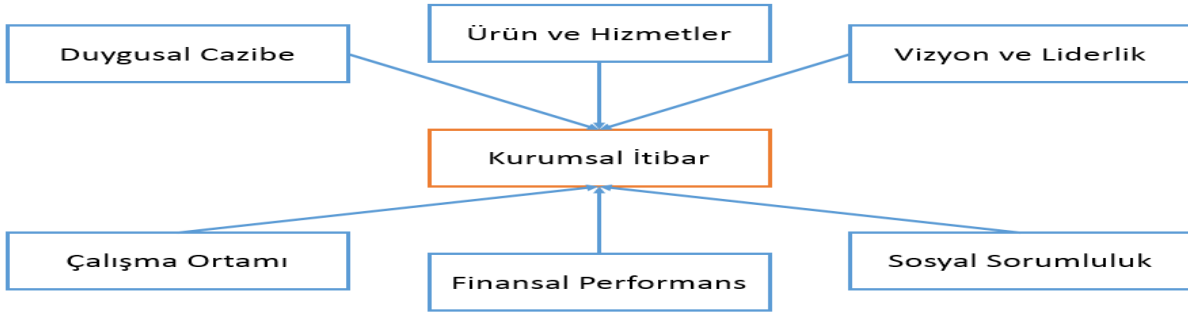 Duygusal Cazibe
Ürün ve Hizmetler
Vizyon ve Liderlik
Kurumsal İtibar
Çalışma Ortamı
Finansal Performans
Sosyal Sorumluluk